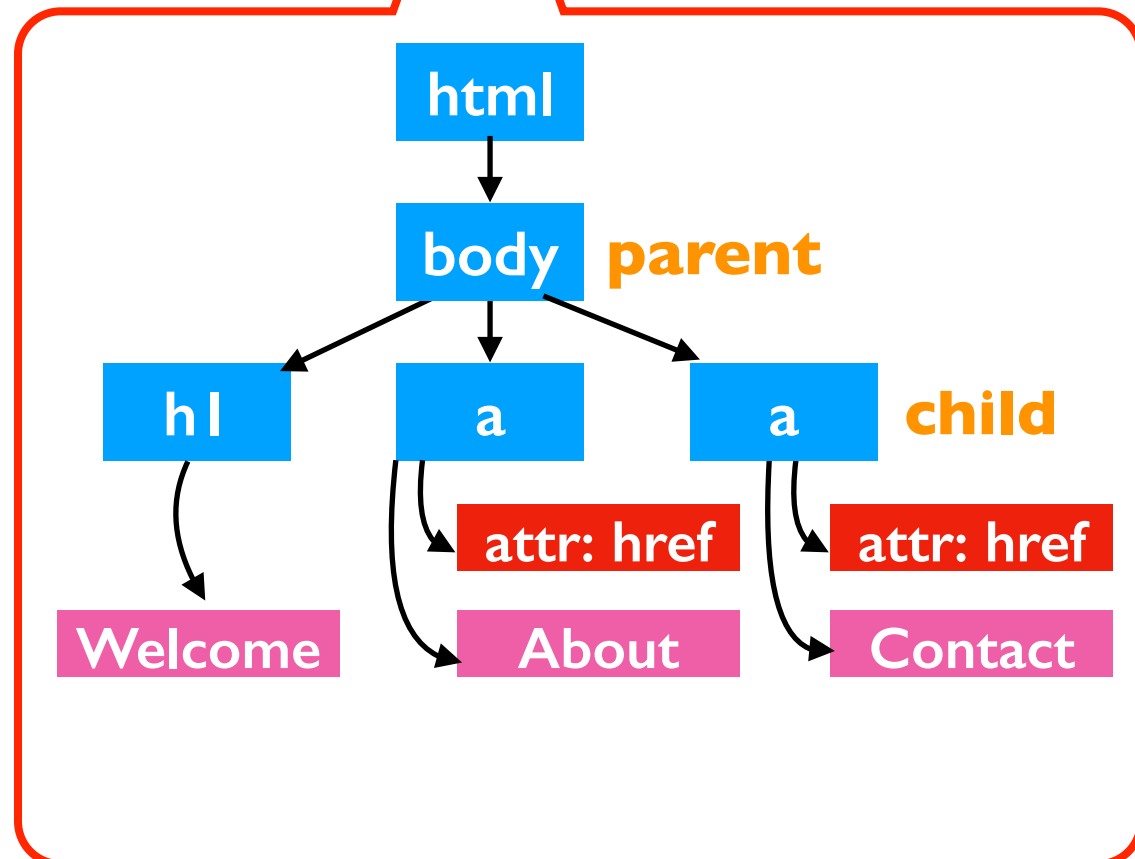 html
body parent
h1 a a child
attr: href attr: href
Welcome About Contact